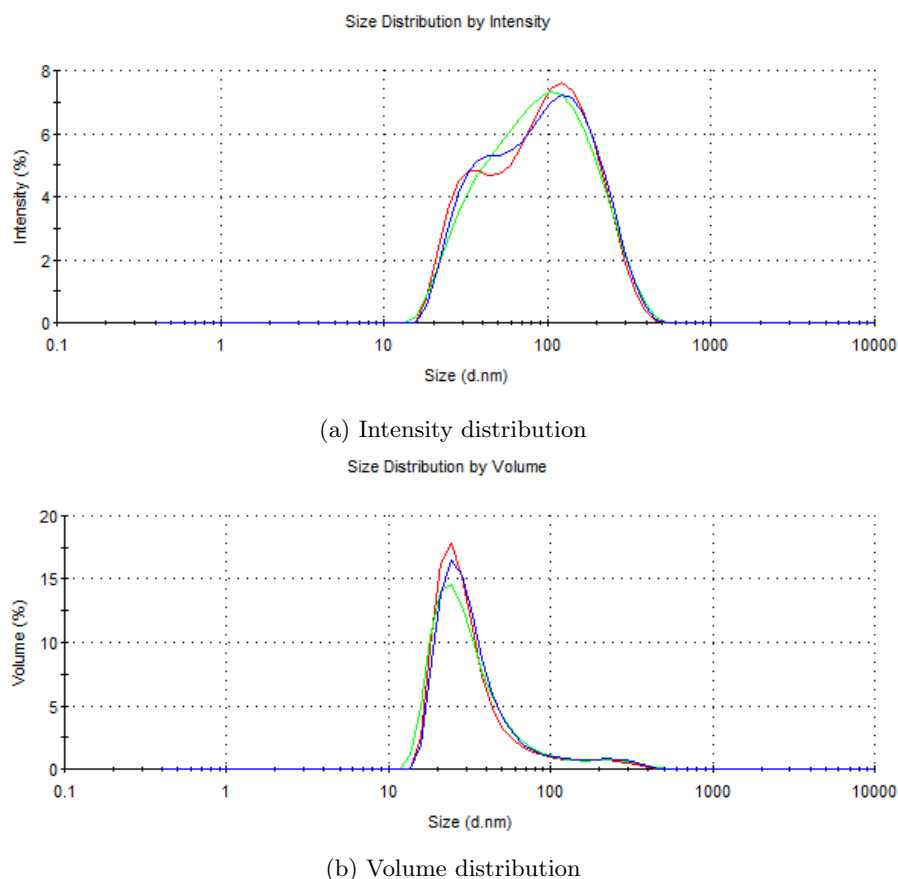 Size Distribution by Intensity
8
6
4
2
0
Intensity (%)
0.1 1 10 100 1000 10000
Size (d.nm)
(a) Intensity distribution
Size Distribution by Volume
20
15
10
5
0
Volume (%)
0.1 1 10 100 1000 10000
Size (d.nm)
(b) Volume distribution